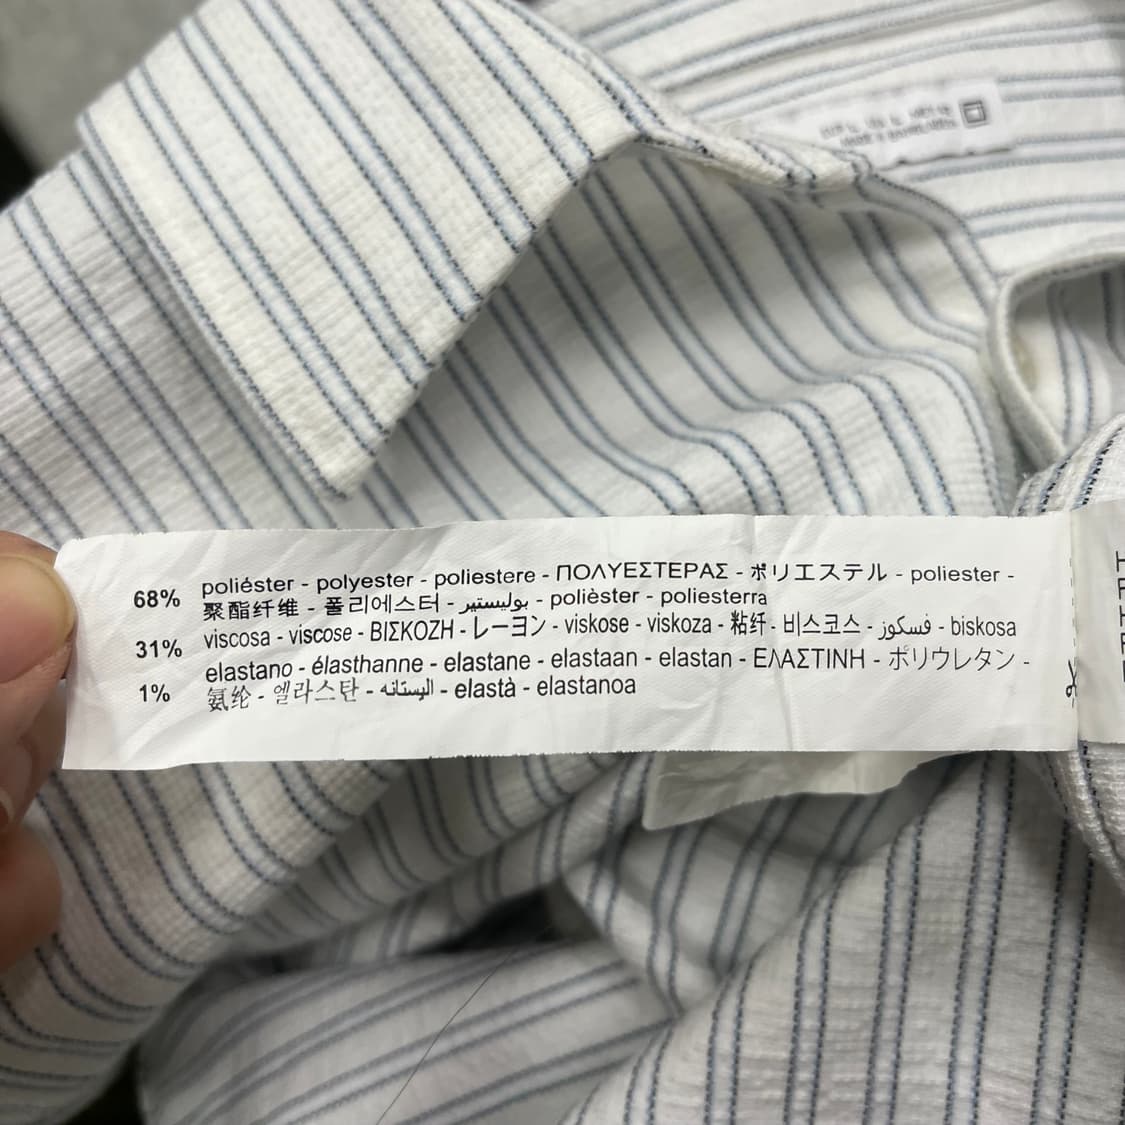 68% poliéster - polyester - poliestere - ΠΟΛΥΕΣΤΕΡΑΣ - ポリエステル - poliester -
聚酯纤维 - 폴리에스터 - بوليستير - polièster - poliesterra
31% viscosa - viscose - ΒΙΣΚΟΖΗ - レーヨン - viskose - viskoza - 粘纤 - 비스코스 - فسكوز - biskosa
1% elastano - élasthanne - elastane - elastaan - elastan - ΕΛΑΣΤΙΝΗ - ポリウレタン -
氨纶 - 엘라스탄 - اليستانه - elastà - elastanoa